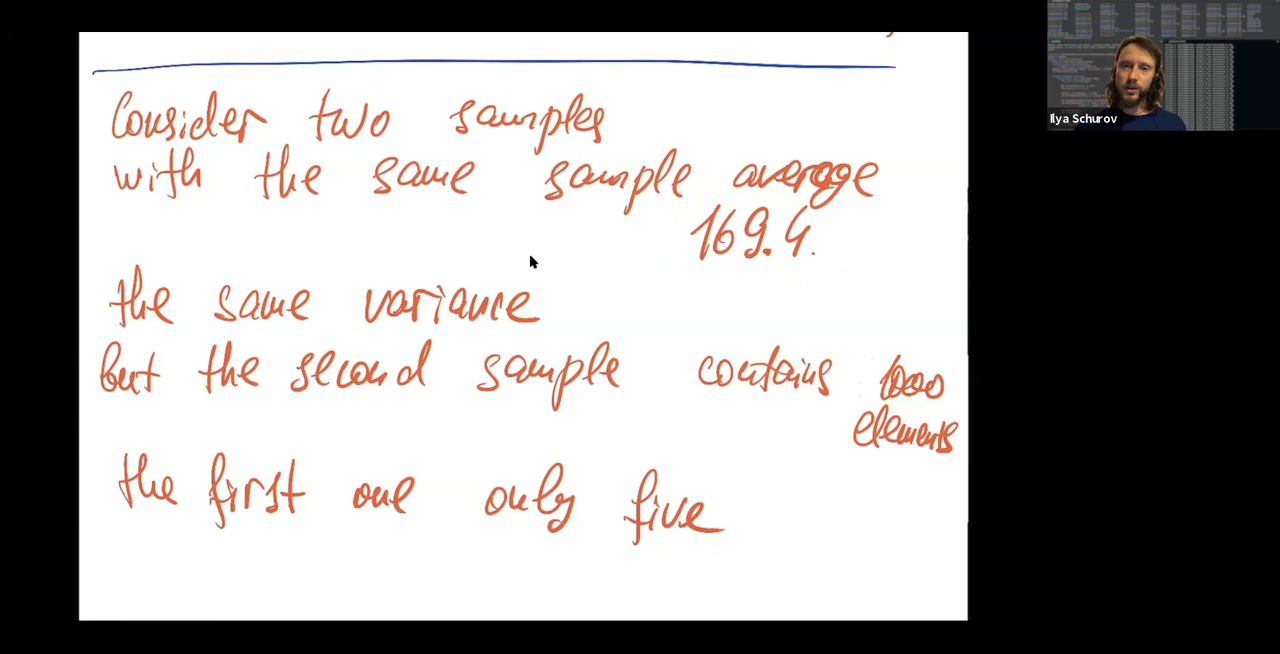 Consider two samples
with the same sample average
169.4.
the same variance
but the second sample contains 1000
elements
the first one only five
Ilya Schurov